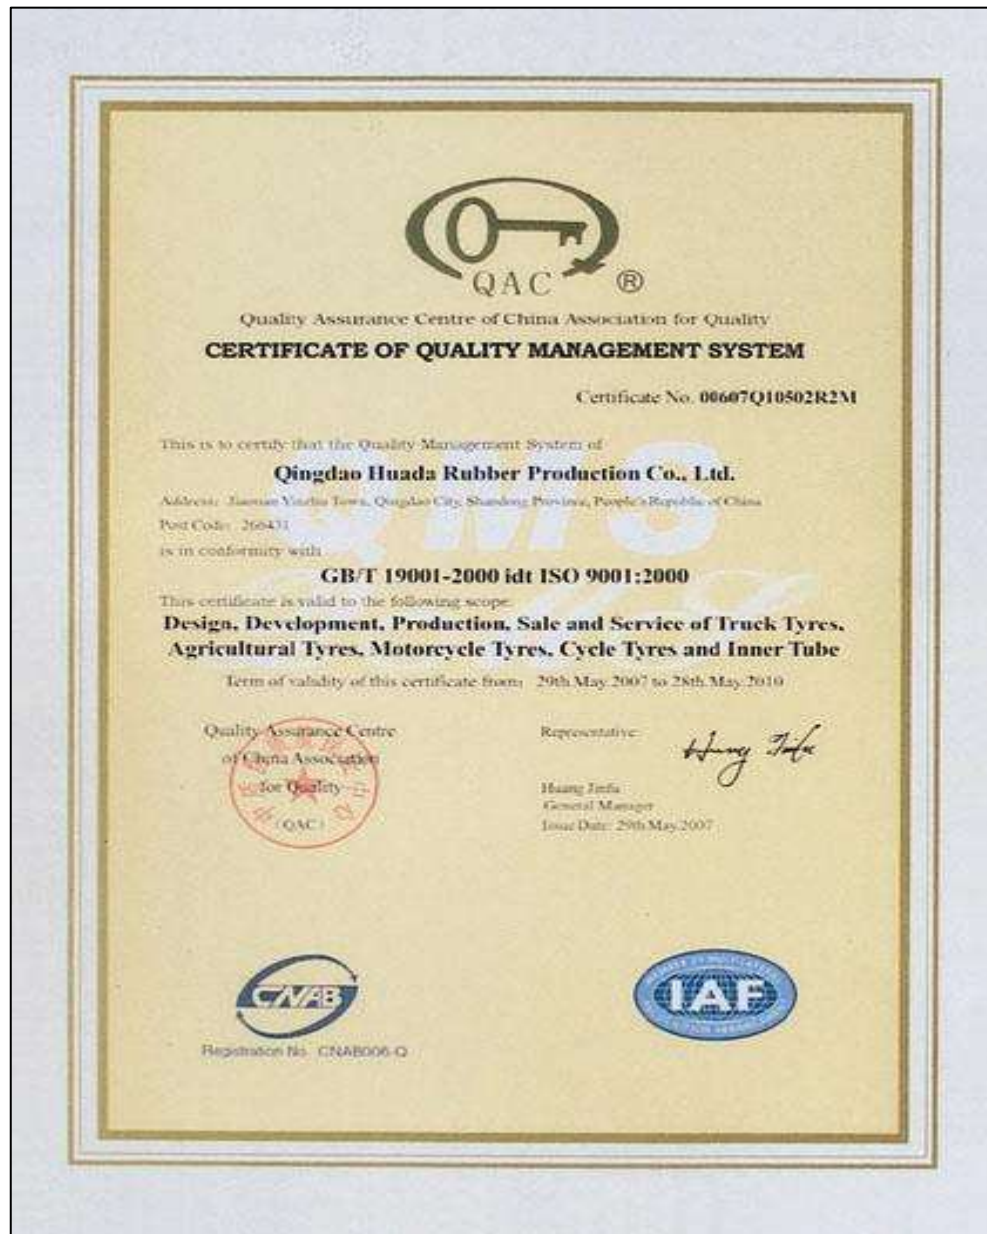 QAC ®
Quality Assurance Centre of China Association for Quality
CERTIFICATE OF QUALITY MANAGEMENT SYSTEM
Certificate No. 00607Q10502R2M
This is to certify that the Quality Management System of
Qingdao Huada Rubber Production Co., Ltd.
Address: Town, Qingdao City, Shandong Province, People's Republic of China
Post Code: 266431
QMS
is in conformity with
GB/T 19001-2000 idt ISO 9001:2000
This certificate is valid to the following scope:
Design, Development, Production, Sale and Service of Truck Tyres,
Agricultural Tyres, Motorcycle Tyres, Cycle Tyres and Inner Tube
Term of validity of this certificate from: 29th.May.2007 to 28th.May.2010
Quality Assurance Centre
of China Association
for Quality
(QAC)
Representative:
Huang Jinfu
General Manager
Issue Date: 29th.May.2007
CNAB
Registration No. CNAB006-Q
IAF